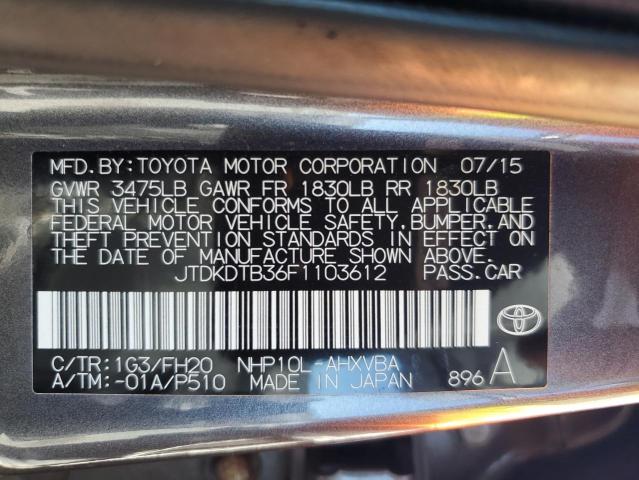 MFD.BY:TOYOTA MOTOR CORPORATION 07/15
GVWR 3475LB GAWR FR 1830LB RR 1830LB
THIS VEHICLE CONFORMS TO ALL APPLICABLE
FEDERAL MOTOR VEHICLE SAFETY,BUMPER,AND
THEFT PREVENTION STANDARDS IN EFFECT ON
THE DATE OF MANUFACTURE SHOWN ABOVE.
JTDKDTB36F1103612 PASS.CAR
C/TR:1G3/FH20 NHP10L-AHXVBA
A/TM:-01A/P510 MADE IN JAPAN 896 A